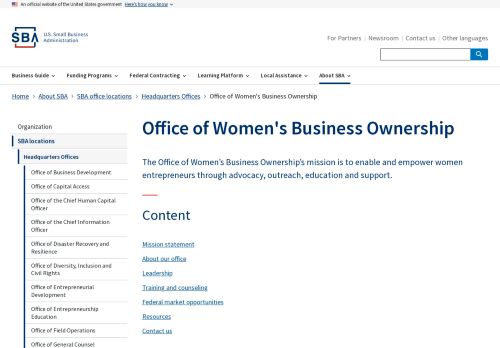 An official website of the United States government Here's how you know
SBA U.S. Small Business
Administration
For Partners Newsroom Contact us Other languages
Business Guide Funding Programs Federal Contracting Learning Platform Local Assistance About SBA
Home › About SBA › SBA office locations › Headquarters Offices › Office of Women's Business Ownership
Organization
SBA locations
Headquarters Offices
Office of Business Development
Office of Capital Access
Office of the Chief Human Capital
Officer
Office of the Chief Information
Officer
Office of Disaster Recovery and
Resilience
Office of Diversity, Inclusion and
Civil Rights
Office of Entrepreneurial
Development
Office of Entrepreneurship
Education
Office of Field Operations
Office of General Counsel
Office of Women's Business Ownership
The Office of Women's Business Ownership's mission is to enable and empower women
entrepreneurs through advocacy, outreach, education and support.
Content
Mission statement
About our office
Leadership
Training and counseling
Federal market opportunities
Resources
Contact us